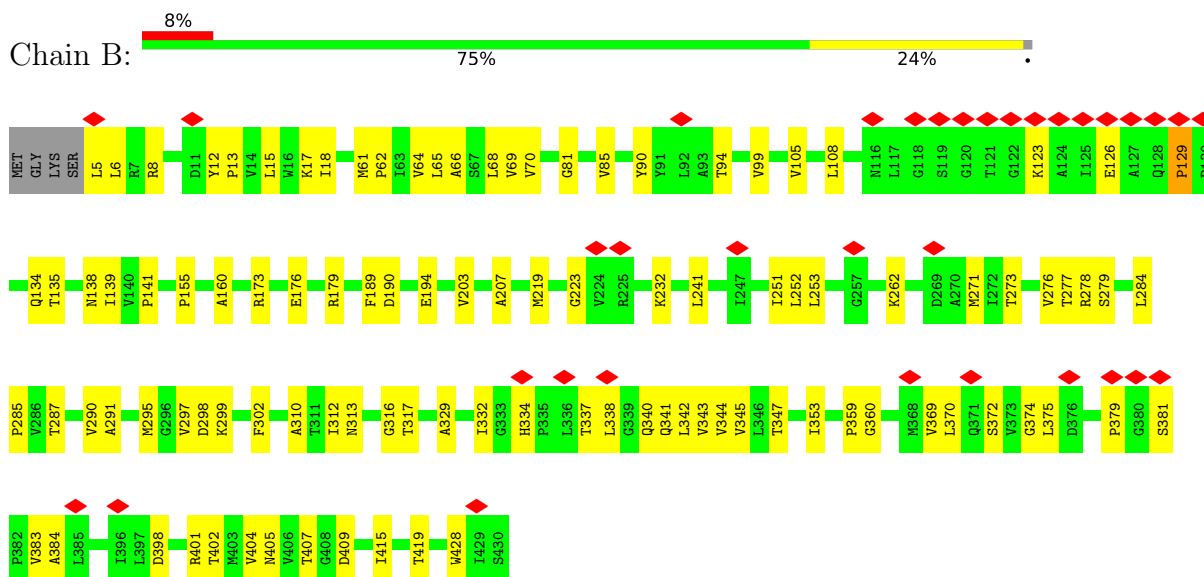 8%
Chain B:
75% 24% •
MET GLY LYS SER L5 L6 R7 R8 D11 Y12 P13 V14 L15 W16 K17 I18 M61 P62 I63 V64 L65 A66 S67 L68 V69 V70 G81 V85 Y90 Y91 L92 A93 T94 V99 V105 L108 N116 L117 G118 S119 G120 T121 G122 K123 A124 I125 E126 A127 Q128 P129
Q134 T135 N138 I139 V140 P141 P155 A160 R173 E176 R179 F189 D190 E194 V203 A207 M219 G223 V224 R225 K232 L241 I247 I251 L252 L253 G257 K262 D269 A270 M271 I272 T273 V276 T277 R278 S279 L284
P285 V286 T287 V290 A291 M295 G296 V297 D298 K299 F302 A310 T311 I312 N313 G316 T317 A329 I332 G333 H334 P335 L336 T337 L338 G339 Q340 Q341 L342 V343 V344 V345 L346 T347 I353 P359 G360 M368 V369 L370 Q371 S372 V373 G374 L375 D376 P379 G380 S381
P382 V383 A384 L385 I396 L397 D398 R401 T402 M403 V404 N405 V406 T407 G408 D409 I415 T419 W428 I429 S430